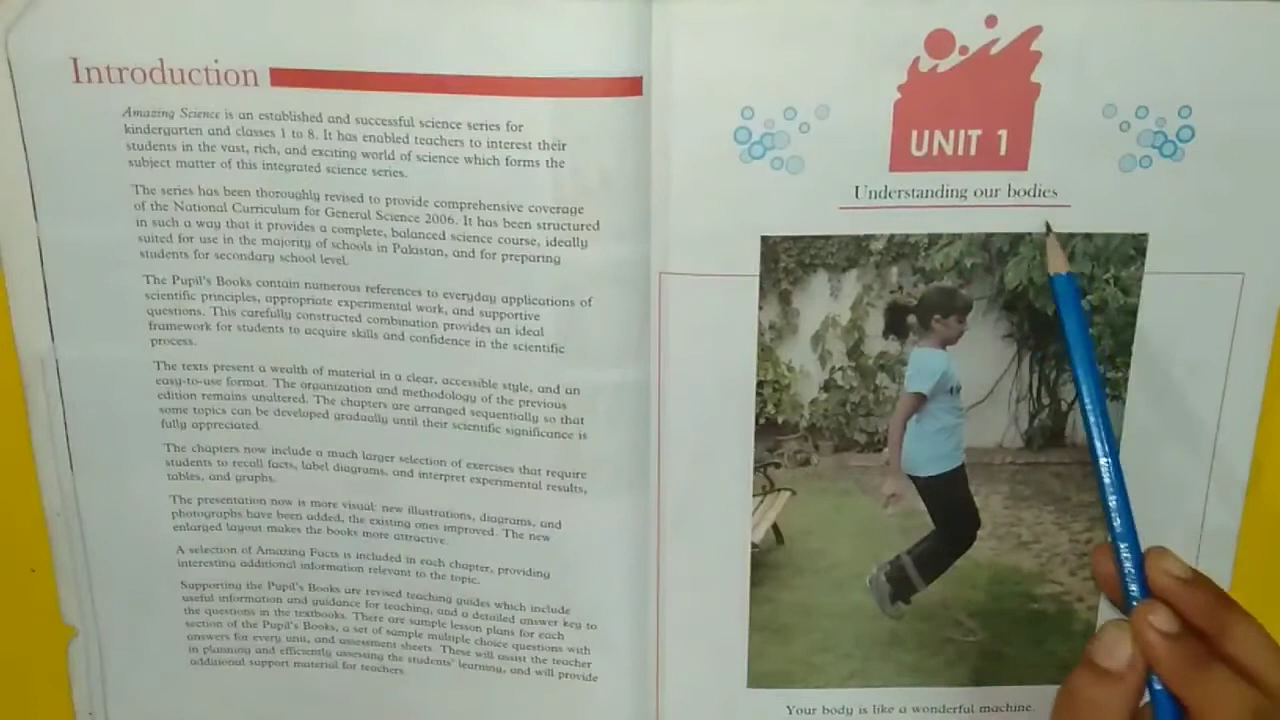 Introduction
Amazing Science is an established and successful science series for
kindergarten and classes 1 to 8. It has enabled teachers to interest their
students in the vast, rich, and exciting world of science which forms the
subject matter of this integrated science series.
The series has been thoroughly revised to provide comprehensive coverage
of the National Curriculum for General Science 2006. It has been structured
in such a way that it provides a complete, balanced science course, ideally
suited for use in the majority of schools in Pakistan, and for preparing
students for secondary school level.
The Pupil's Books contain numerous references to everyday applications of
scientific principles, appropriate experimental work, and supportive
questions. This carefully constructed combination provides an ideal
framework for students to acquire skills and confidence in the scientific
process.
The texts present a wealth of material in a clear, accessible style, and an
easy-to-use format. The organization and methodology of the previous
edition remains unaltered. The chapters are arranged sequentially so that
some topics can be developed gradually until their scientific significance is
fully appreciated.
The chapters now include a much larger selection of exercises that require
students to recall facts, label diagrams, and interpret experimental results,
tables, and graphs.
The presentation now is more visual: new illustrations, diagrams, and
photographs have been added, the existing ones improved. The new
enlarged layout makes the books more attractive.
A selection of Amazing Facts is included in each chapter, providing
interesting additional information relevant to the topic.
Supporting the Pupil's Books are revised teaching guides which include
useful information and guidance for teaching, and a detailed answer key to
the questions in the textbooks. There are sample lesson plans for each
section of the Pupil's Books, a set of sample multiple choice questions with
answers for every unit, and assessment sheets. These will assist the teacher
in planning and efficiently assessing the students' learning, and will provide
additional support material for teachers.
UNIT 1
Understanding our bodies
Your body is like a wonderful machine.